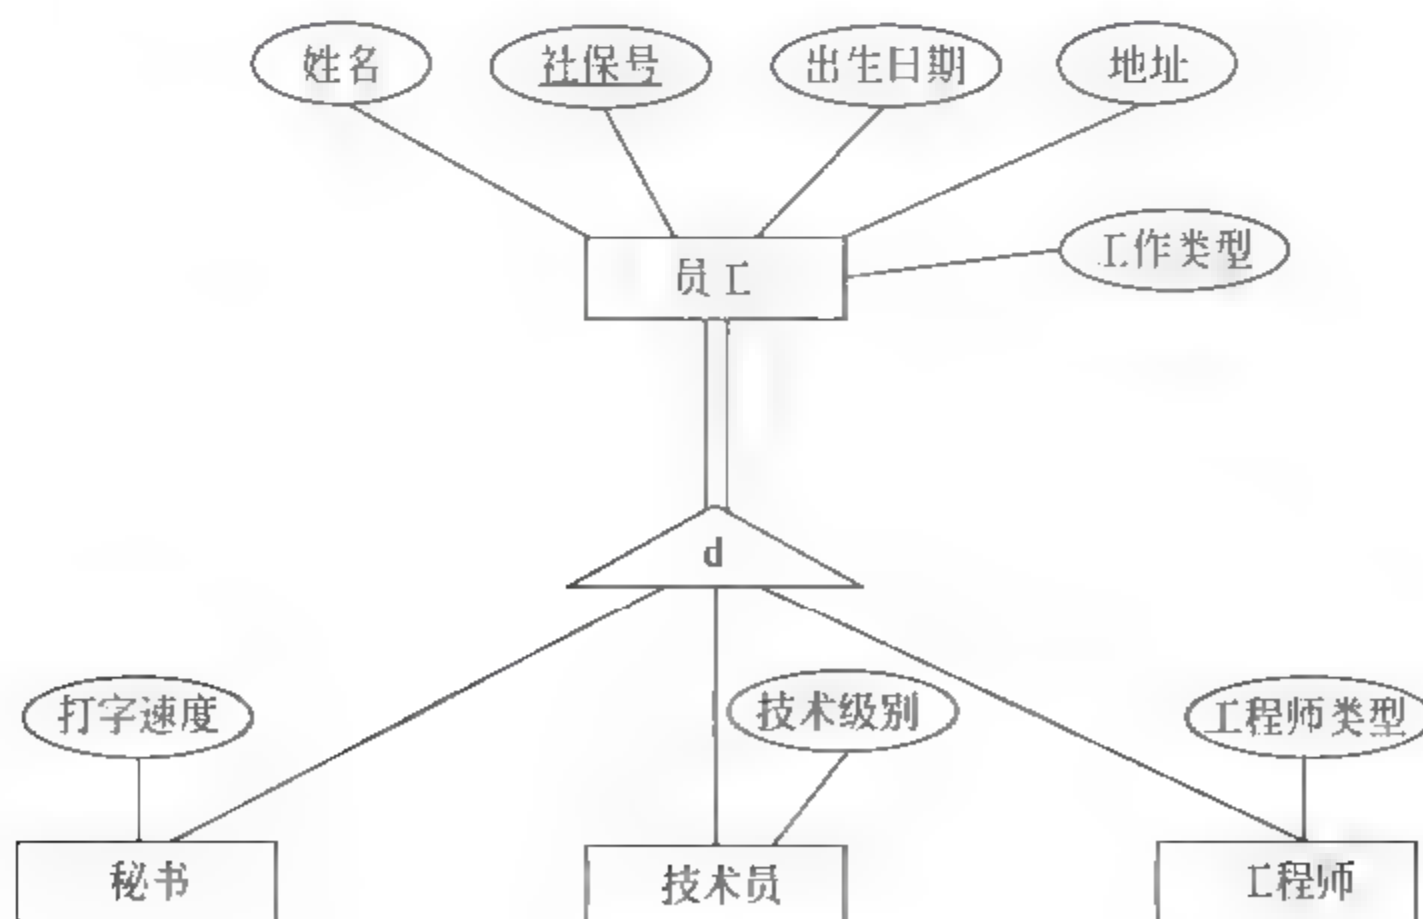 姓名
社保号
出生日期
地址
工作类型
员工
d
打字速度
技术级别
工程师类型
秘书
技术员
工程师